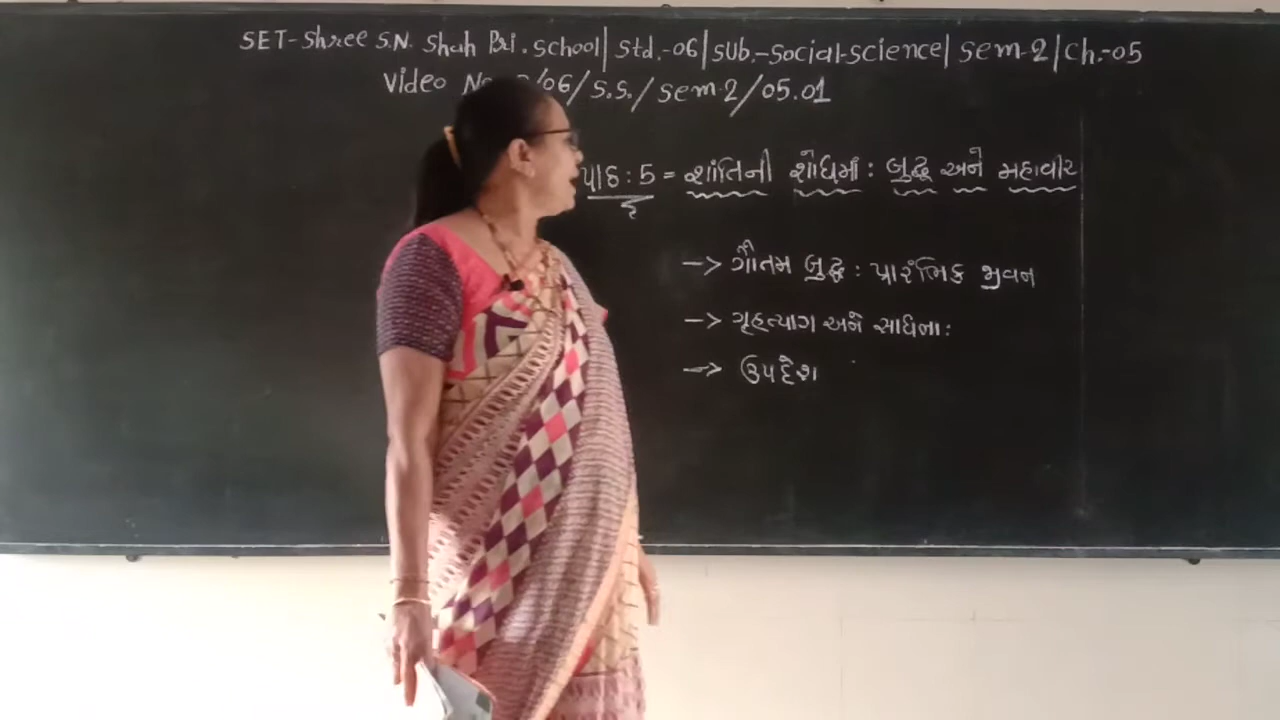 SET-Shree S.N. Shah Pri. School | Std.-06 | Sub.-Social-Science | Sem-2 | Ch.-05
Video No /06/S.S./Sem-2/05.01
પાઠ : 5 = શાંતિની શોધમાં : બુદ્ધ અને મહાવીર
-> ગૌતમ બુદ્ધ : પ્રારંભિક જીવન
-> ગૃહત્યાગ અને સાધના :
-> ઉપદેશ